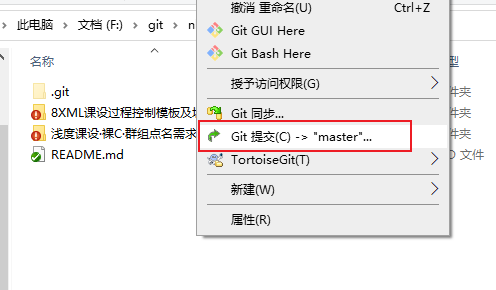 此电脑 › 文档 (F:) › git › n
名称
.git
8XML课设过程控制模板及
浅度课设·裸C·群组点名需求
README.md
撤消 重命名(U) Ctrl+Z
Git GUI Here
Git Bash Here
授予访问权限(G)
Git 同步...
Git 提交(C) -> "master"...
TortoiseGit(T)
新建(W)
属性(R)
件夹
件夹
件夹
D 文件